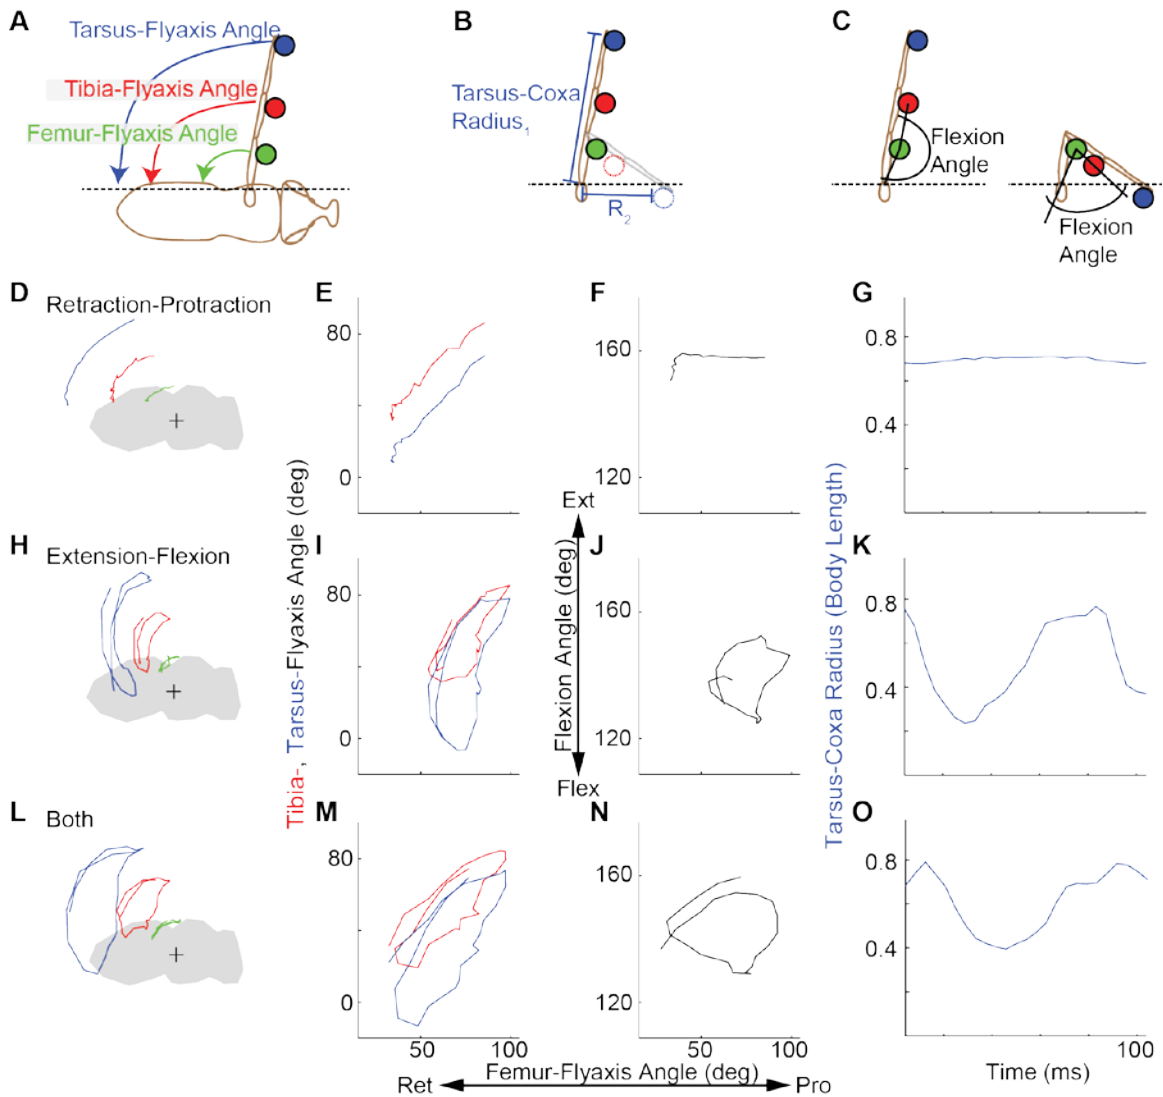 A
Tarsus-Flyaxis Angle
Tibia-Flyaxis Angle
Femur-Flyaxis Angle
B
Tarsus-Coxa
Radius1
R2
C
Flexion
Angle
Flexion
Angle
D
Retraction-Protraction
E
80
0
F
160
120
G
0.8
0.4
Ext
H
Extension-Flexion
I
80
0
J
160
120
K
0.8
0.4
Flex
L
Both
M
80
0
50
100
N
160
120
50
100
O
0.8
0.4
100
Tibia-, Tarsus-Flyaxis Angle (deg)
Flexion Angle (deg)
Tarsus-Coxa Radius (Body Length)
Femur-Flyaxis Angle (deg)
Ret
Pro
Time (ms)